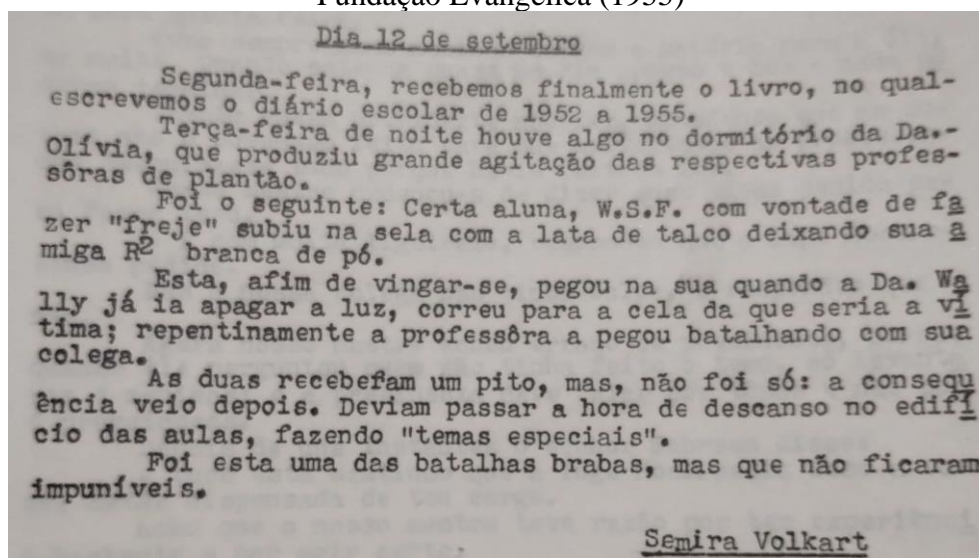 Fundação Evangélica (1955)
Dia 12 de setembro
Segunda-feira, recebemos finalmente o livro, no qual-
escrevemos o diário escolar de 1952 a 1955.
Terça-feira de noite houve algo no dormitório da Da.-
Olívia, que produziu grande agitação das respectivas profes-
sôras de plantão.
Foi o seguinte: Certa aluna, W.S.F. com vontade de fa
zer "freje" subiu na sela com a lata de talco deixando sua a
miga R2 branca de pó.
Esta, afim de vingar-se, pegou na sua quando a Da. Wa
lly já ia apagar a luz, correu para a cela da que seria a ví
tima; repentinamente a professôra a pegou batalhando com sua
colega.
As duas receberam um pito, mas, não foi só: a consequ
ência veio depois. Deviam passar a hora de descanso no edifí
cio das aulas, fazendo "temas especiais".
Foi esta uma das batalhas brabas, mas que não ficaram
impuníveis.
Semira Volkart